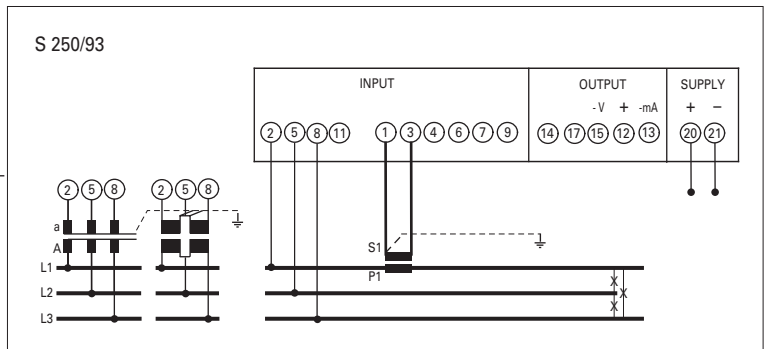 S 250/93
INPUT OUTPUT SUPPLY
- V + -mA + −
2 5 8 11 1 3 4 6 7 9 14 17 15 12 13 20 21
2 5 8 2 5 8
a
A
S1
P1
L1
L2
L3
X
X
X